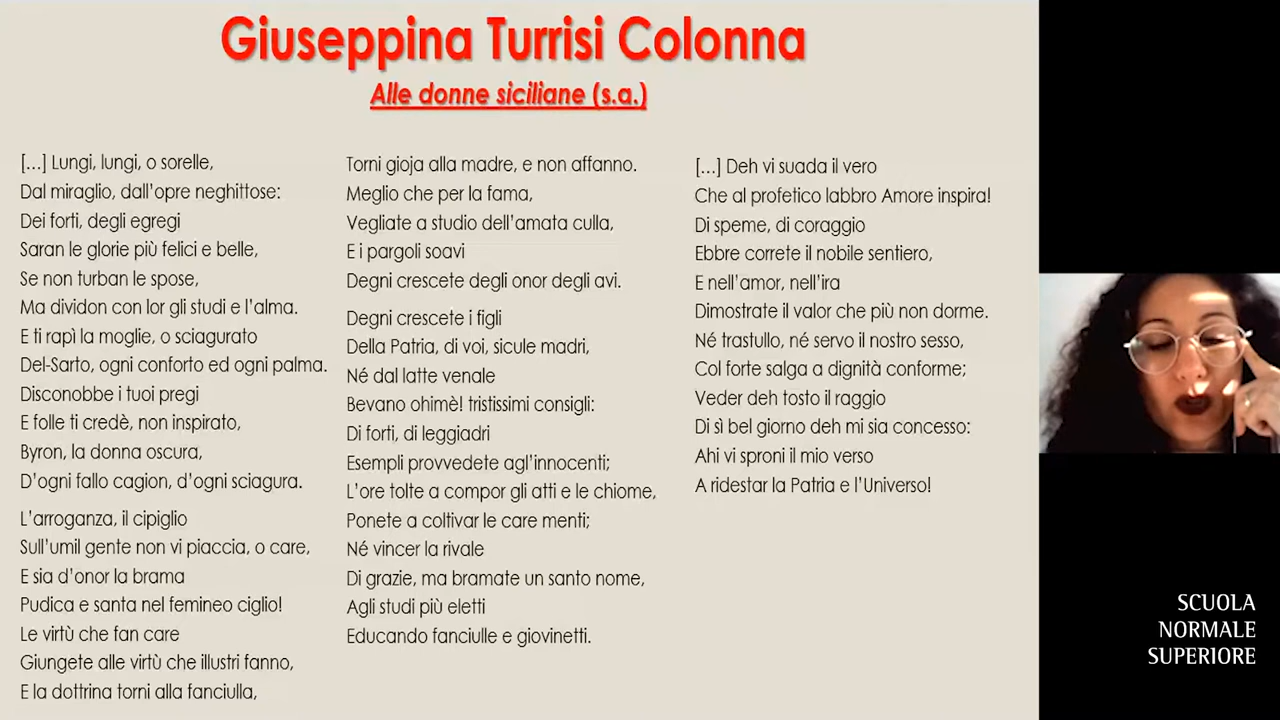 Giuseppina Turrisi Colonna
Alle donne siciliane (s.a.)
[...] Lungi, lungi, o sorelle,
Dal miraglio, dall'opre neghittose:
Dei forti, degli egregi
Saran le glorie più felici e belle,
Se non turban le spose,
Ma dividon con lor gli studi e l'alma.
E ti rapì la moglie, o sciagurato
Del-Sarto, ogni conforto ed ogni palma.
Disconobbe i tuoi pregi
E folle ti credè, non inspirato,
Byron, la donna oscura,
D'ogni fallo cagion, d'ogni sciagura.
L'arroganza, il cipiglio
Sull'umil gente non vi piaccia, o care,
E sia d'onor la brama
Pudica e santa nel femineo ciglio!
Le virtù che fan care
Giungete alle virtù che illustri fanno,
E la dottrina torni alla fanciulla,
Torni gioja alla madre, e non affanno.
Meglio che per la fama,
Vegliate a studio dell'amata culla,
E i pargoli soavi
Degni crescete degli onor degli avi.
Degni crescete i figli
Della Patria, di voi, sicule madri,
Né dal latte venale
Bevano ohimè! tristissimi consigli:
Di forti, di leggiadri
Esempli provvedete agl'innocenti;
L'ore tolte a compor gli atti e le chiome,
Ponete a coltivar le care menti;
Né vincer la rivale
Di grazie, ma bramate un santo nome,
Agli studi più eletti
Educando fanciulle e giovinetti.
[...] Deh vi suada il vero
Che al profetico labbro Amore inspira!
Di speme, di coraggio
Ebbre correte il nobile sentiero,
E nell'amor, nell'ira
Dimostrate il valor che più non dorme.
Né trastullo, né servo il nostro sesso,
Col forte salga a dignità conforme;
Veder deh tosto il raggio
Di sì bel giorno deh mi sia concesso:
Ahi vi sproni il mio verso
A ridestar la Patria e l'Universo!
SCUOLA
NORMALE
SUPERIORE